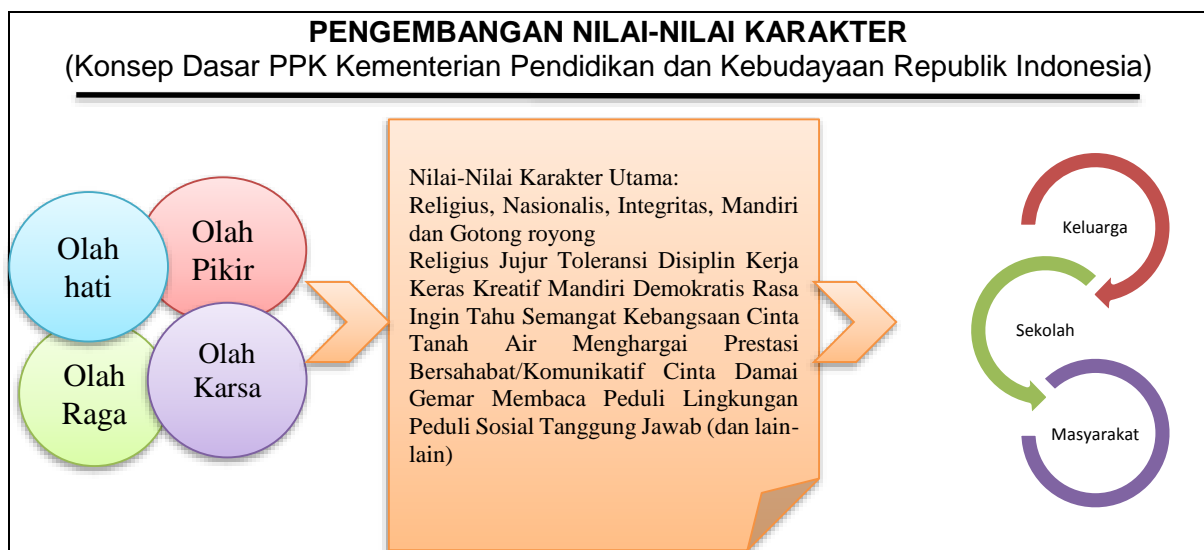 PENGEMBANGAN NILAI-NILAI KARAKTER
(Konsep Dasar PPK Kementerian Pendidikan dan Kebudayaan Republik Indonesia)
Olah
hati
Olah
Pikir
Olah
Raga
Olah
Karsa
Nilai-Nilai Karakter Utama:
Religius, Nasionalis, Integritas, Mandiri
dan Gotong royong
Religius Jujur Toleransi Disiplin Kerja
Keras Kreatif Mandiri Demokratis Rasa
Ingin Tahu Semangat Kebangsaan Cinta
Tanah Air Menghargai Prestasi
Bersahabat/Komunikatif Cinta Damai
Gemar Membaca Peduli Lingkungan
Peduli Sosial Tanggung Jawab (dan lain-
lain)
Keluarga
Sekolah
Masyarakat